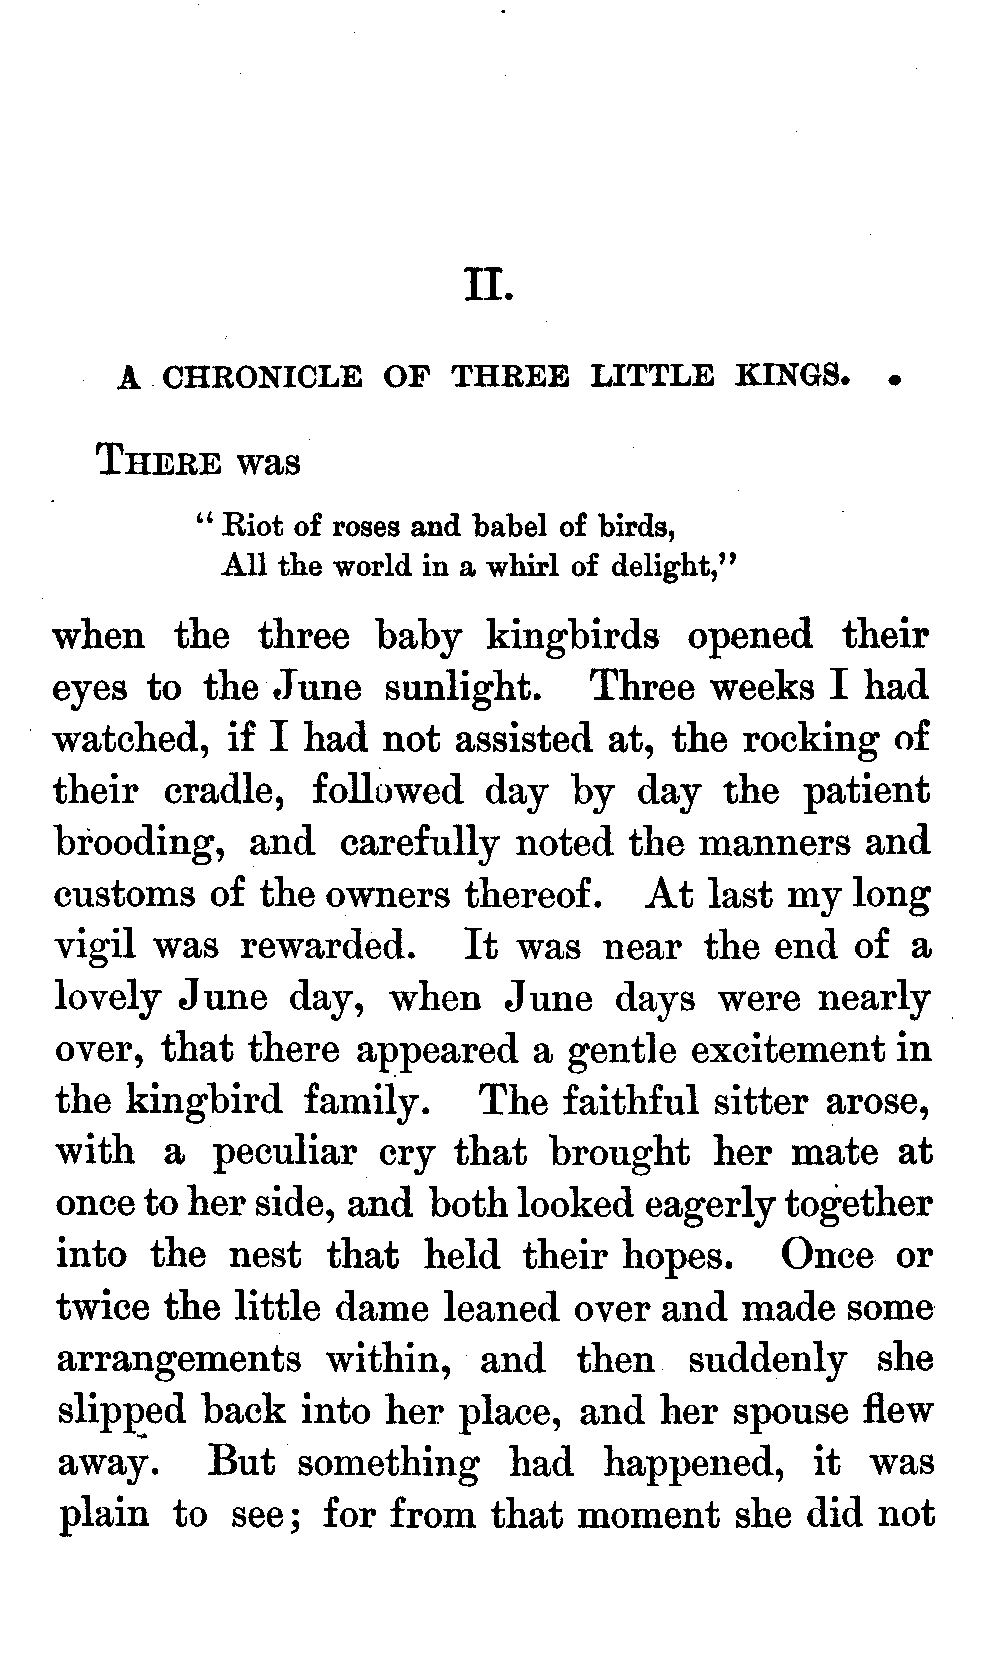 II.
A CHRONICLE OF THREE LITTLE KINGS.
THERE was
“Riot of roses and babel of birds,
All the world in a whirl of delight,”
when the three baby kingbirds opened their
eyes to the June sunlight. Three weeks I had
watched, if I had not assisted at, the rocking of
their cradle, followed day by day the patient
brooding, and carefully noted the manners and
customs of the owners thereof. At last my long
vigil was rewarded. It was near the end of a
lovely June day, when June days were nearly
over, that there appeared a gentle excitement in
the kingbird family. The faithful sitter arose,
with a peculiar cry that brought her mate at
once to her side, and both looked eagerly together
into the nest that held their hopes. Once or
twice the little dame leaned over and made some
arrangements within, and then suddenly she
slipped back into her place, and her spouse flew
away. But something had happened, it was
plain to see; for from that moment she did not